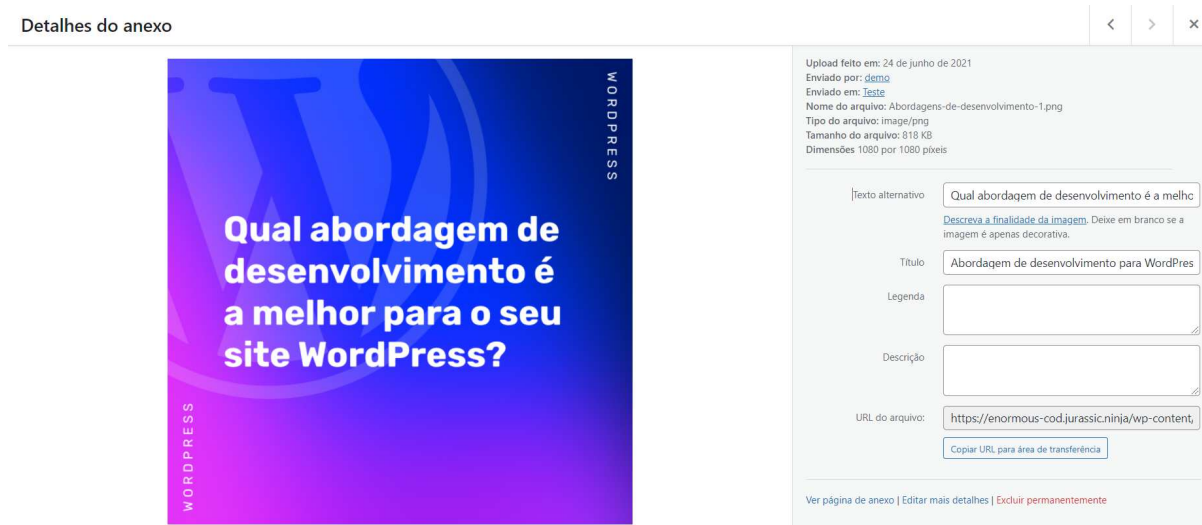 Detalhes do anexo
WORDPRESS
Qual abordagem de
desenvolvimento é
a melhor para o seu
site WordPress?
WORDPRESS
Upload feito em: 24 de junho de 2021
Enviado por: demo
Enviado em: Teste
Nome do arquivo: Abordagens-de-desenvolvimento-1.png
Tipo do arquivo: image/png
Tamanho do arquivo: 818 KB
Dimensões 1080 por 1080 píxeis
Texto alternativo
Qual abordagem de desenvolvimento é a melho
Descreva a finalidade da imagem. Deixe em branco se a
imagem é apenas decorativa.
Título
Abordagem de desenvolvimento para WordPres
Legenda
Descrição
URL do arquivo:
https://enormous-cod.jurassic.ninja/wp-content/
Copiar URL para área de transferência
Ver página de anexo | Editar mais detalhes | Excluir permanentemente